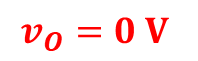 v_O = 0 V